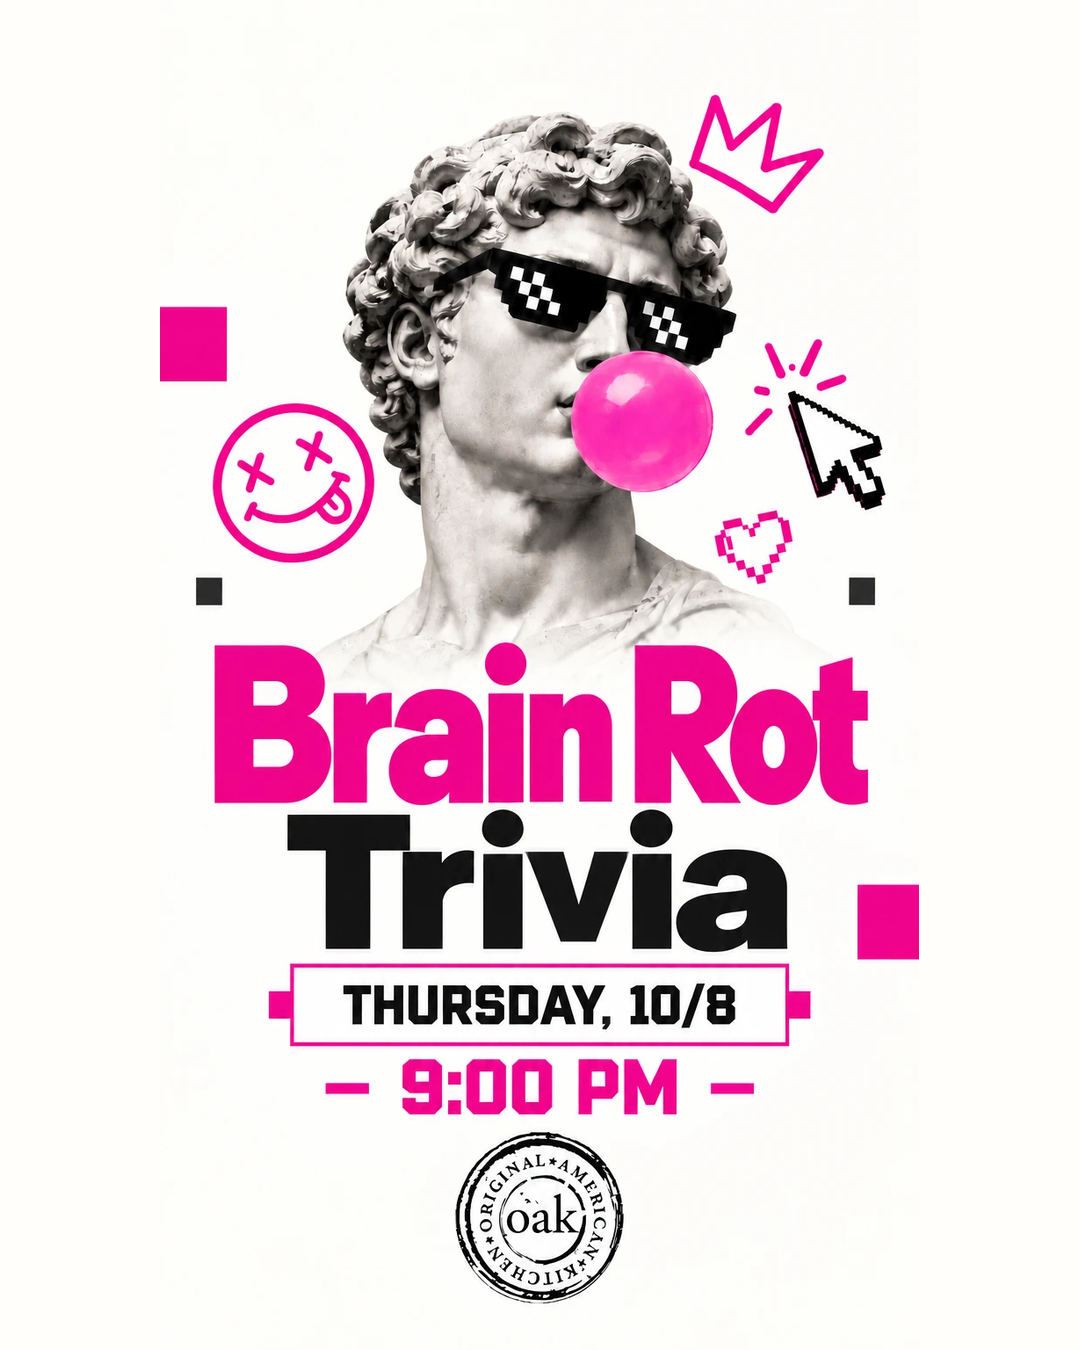 Brain Rot
Trivia
THURSDAY, 10/8
9:00 PM
ORIGINAL★AMERICAN★KITCHEN★
oak